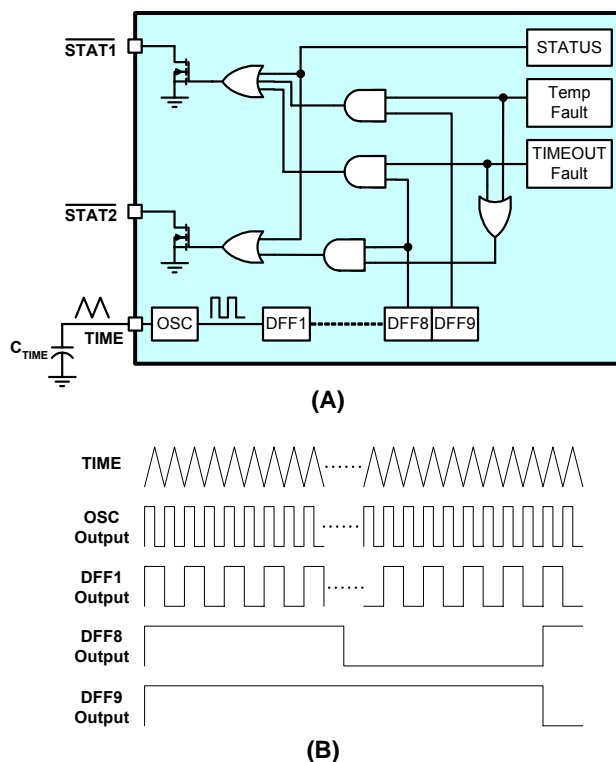 STAT1
STATUS
Temp
Fault
TIMEOUT
Fault
STAT2
OSC
DFF1
DFF8
DFF9
TIME
CTIME
(A)
TIME
OSC
Output
DFF1
Output
DFF8
Output
DFF9
Output
(B)